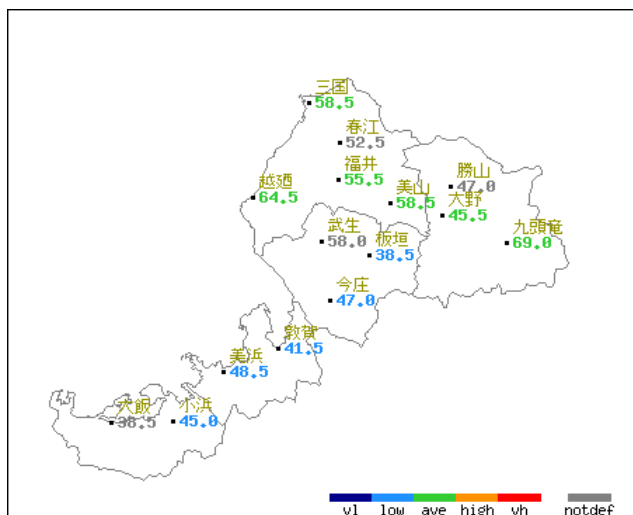 三国
58.5
春江
52.5
福井
55.5
越廼
64.5
美山
58.5
勝山
47.0
大野
45.5
九頭竜
69.0
武生
58.0
板垣
38.5
今庄
47.0
敦賀
41.5
美浜
48.5
大飯
38.5
小浜
45.0
vl low ave high vh notdef